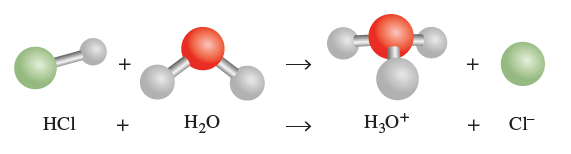 + → +
HCl + H₂O → H₃O⁺ + Cl⁻